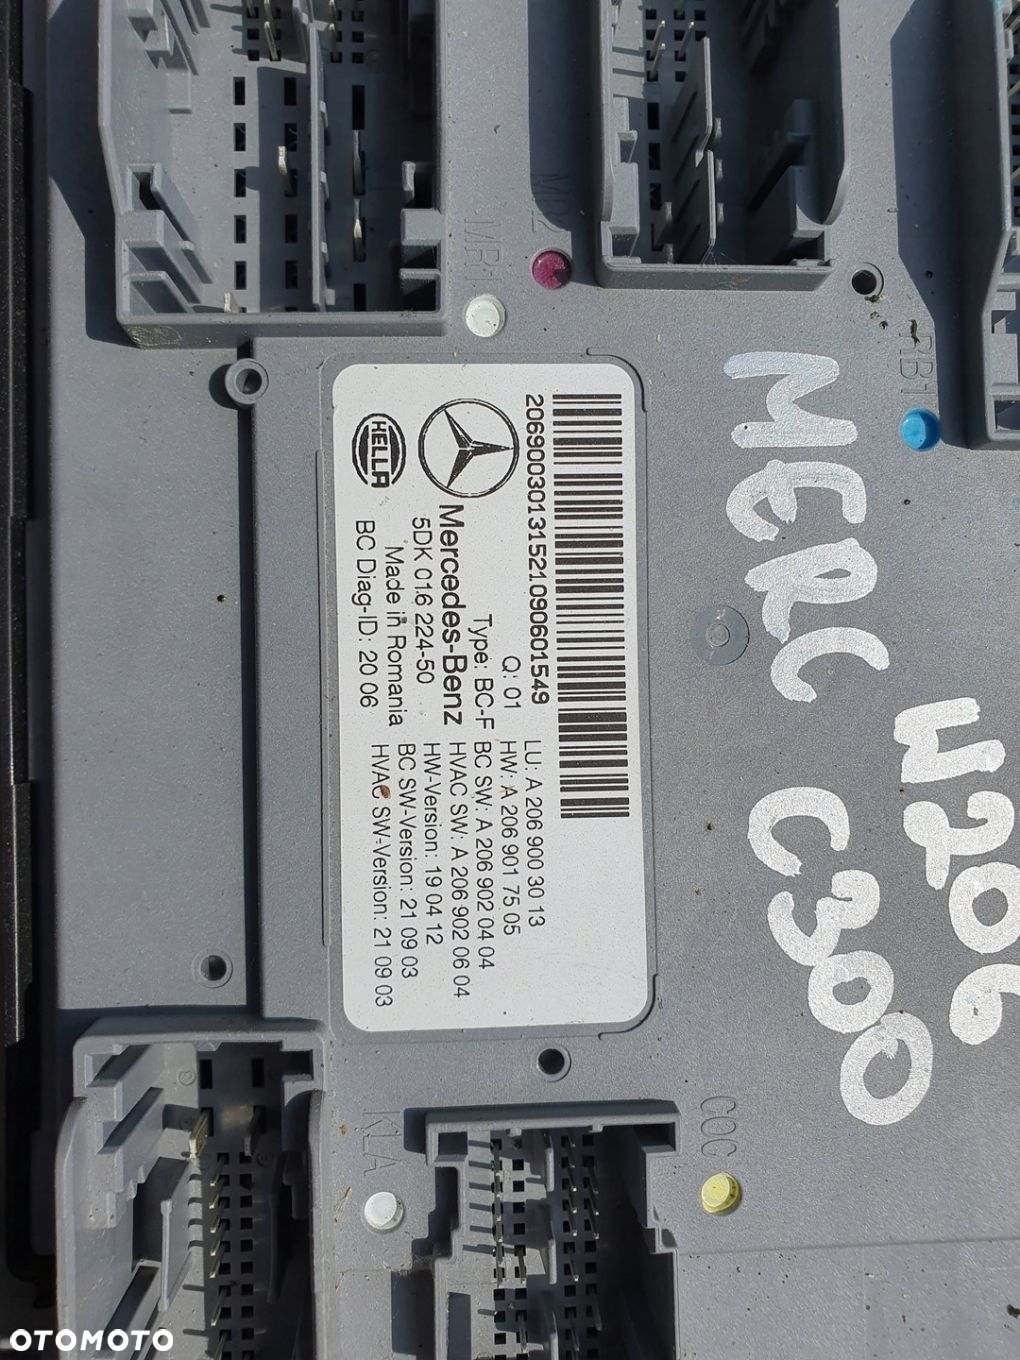 MR1
MR2
RB1
20690030131521090601549
Q: 01
Mercedes-Benz
Type: BC-F
HELLA
5DK 016 224-50
Made in Romania
BC Diag-ID: 20 06
LU: A 206 900 30 13
HW: A 206 901 75 05
BC SW: A 206 902 04 04
HVAC SW: A 206 902 06 04
HW-Version: 19 04 12
BC SW-Version: 21 09 03
HVAC SW-Version: 21 09 03
MERC C300
W206
KLA
COC
OTOMOTO